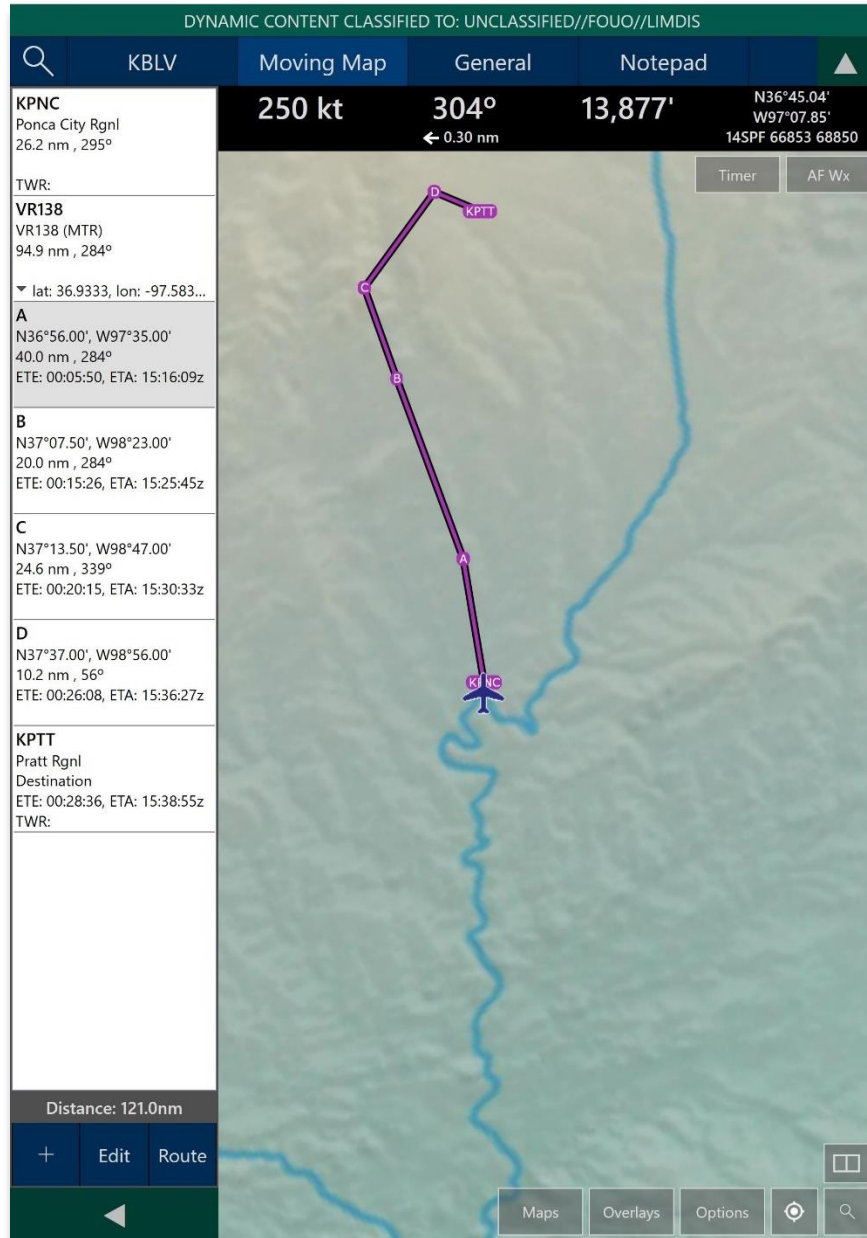 DYNAMIC CONTENT CLASSIFIED TO: UNCLASSIFIED//FOUO//LIMDIS
KBLV Moving Map General Notepad
KPNC
Ponca City Rgnl
26.2 nm , 295º
TWR:
VR138
VR138 (MTR)
94.9 nm , 284º
lat: 36.9333, lon: -97.583...
A
N36°56.00', W97°35.00'
40.0 nm , 284º
ETE: 00:05:50, ETA: 15:16:09z
B
N37°07.50', W98°23.00'
20.0 nm , 284º
ETE: 00:15:26, ETA: 15:25:45z
C
N37°13.50', W98°47.00'
24.6 nm , 339º
ETE: 00:20:15, ETA: 15:30:33z
D
N37°37.00', W98°56.00'
10.2 nm , 56º
ETE: 00:26:08, ETA: 15:36:27z
KPTT
Pratt Rgnl
Destination
ETE: 00:28:36, ETA: 15:38:55z
TWR:
Distance: 121.0nm
+ Edit Route
250 kt 304º 13,877'
← 0.30 nm
N36°45.04'
W97°07.85'
14SPF 66853 68850
Timer AF Wx
D
KPTT
C
B
A
KPNC
Maps Overlays Options